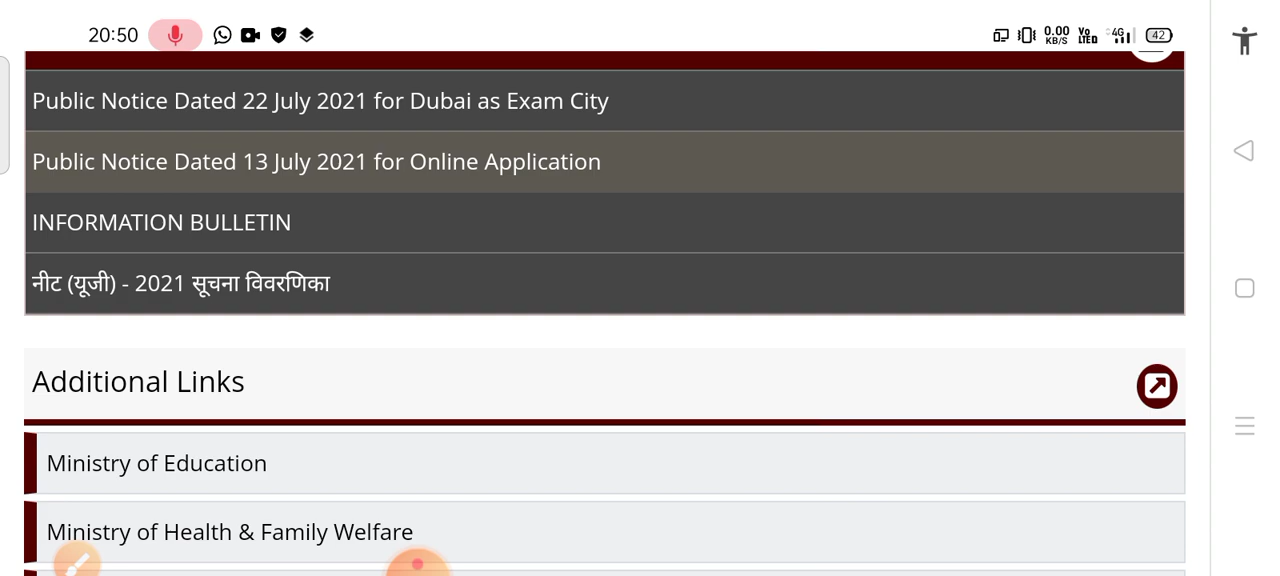 20:50
0.00 KB/S
Vo LTED
4G
42
Public Notice Dated 22 July 2021 for Dubai as Exam City
Public Notice Dated 13 July 2021 for Online Application
INFORMATION BULLETIN
नीट (यूजी) - 2021 सूचना विवरणिका
Additional Links
Ministry of Education
Ministry of Health & Family Welfare